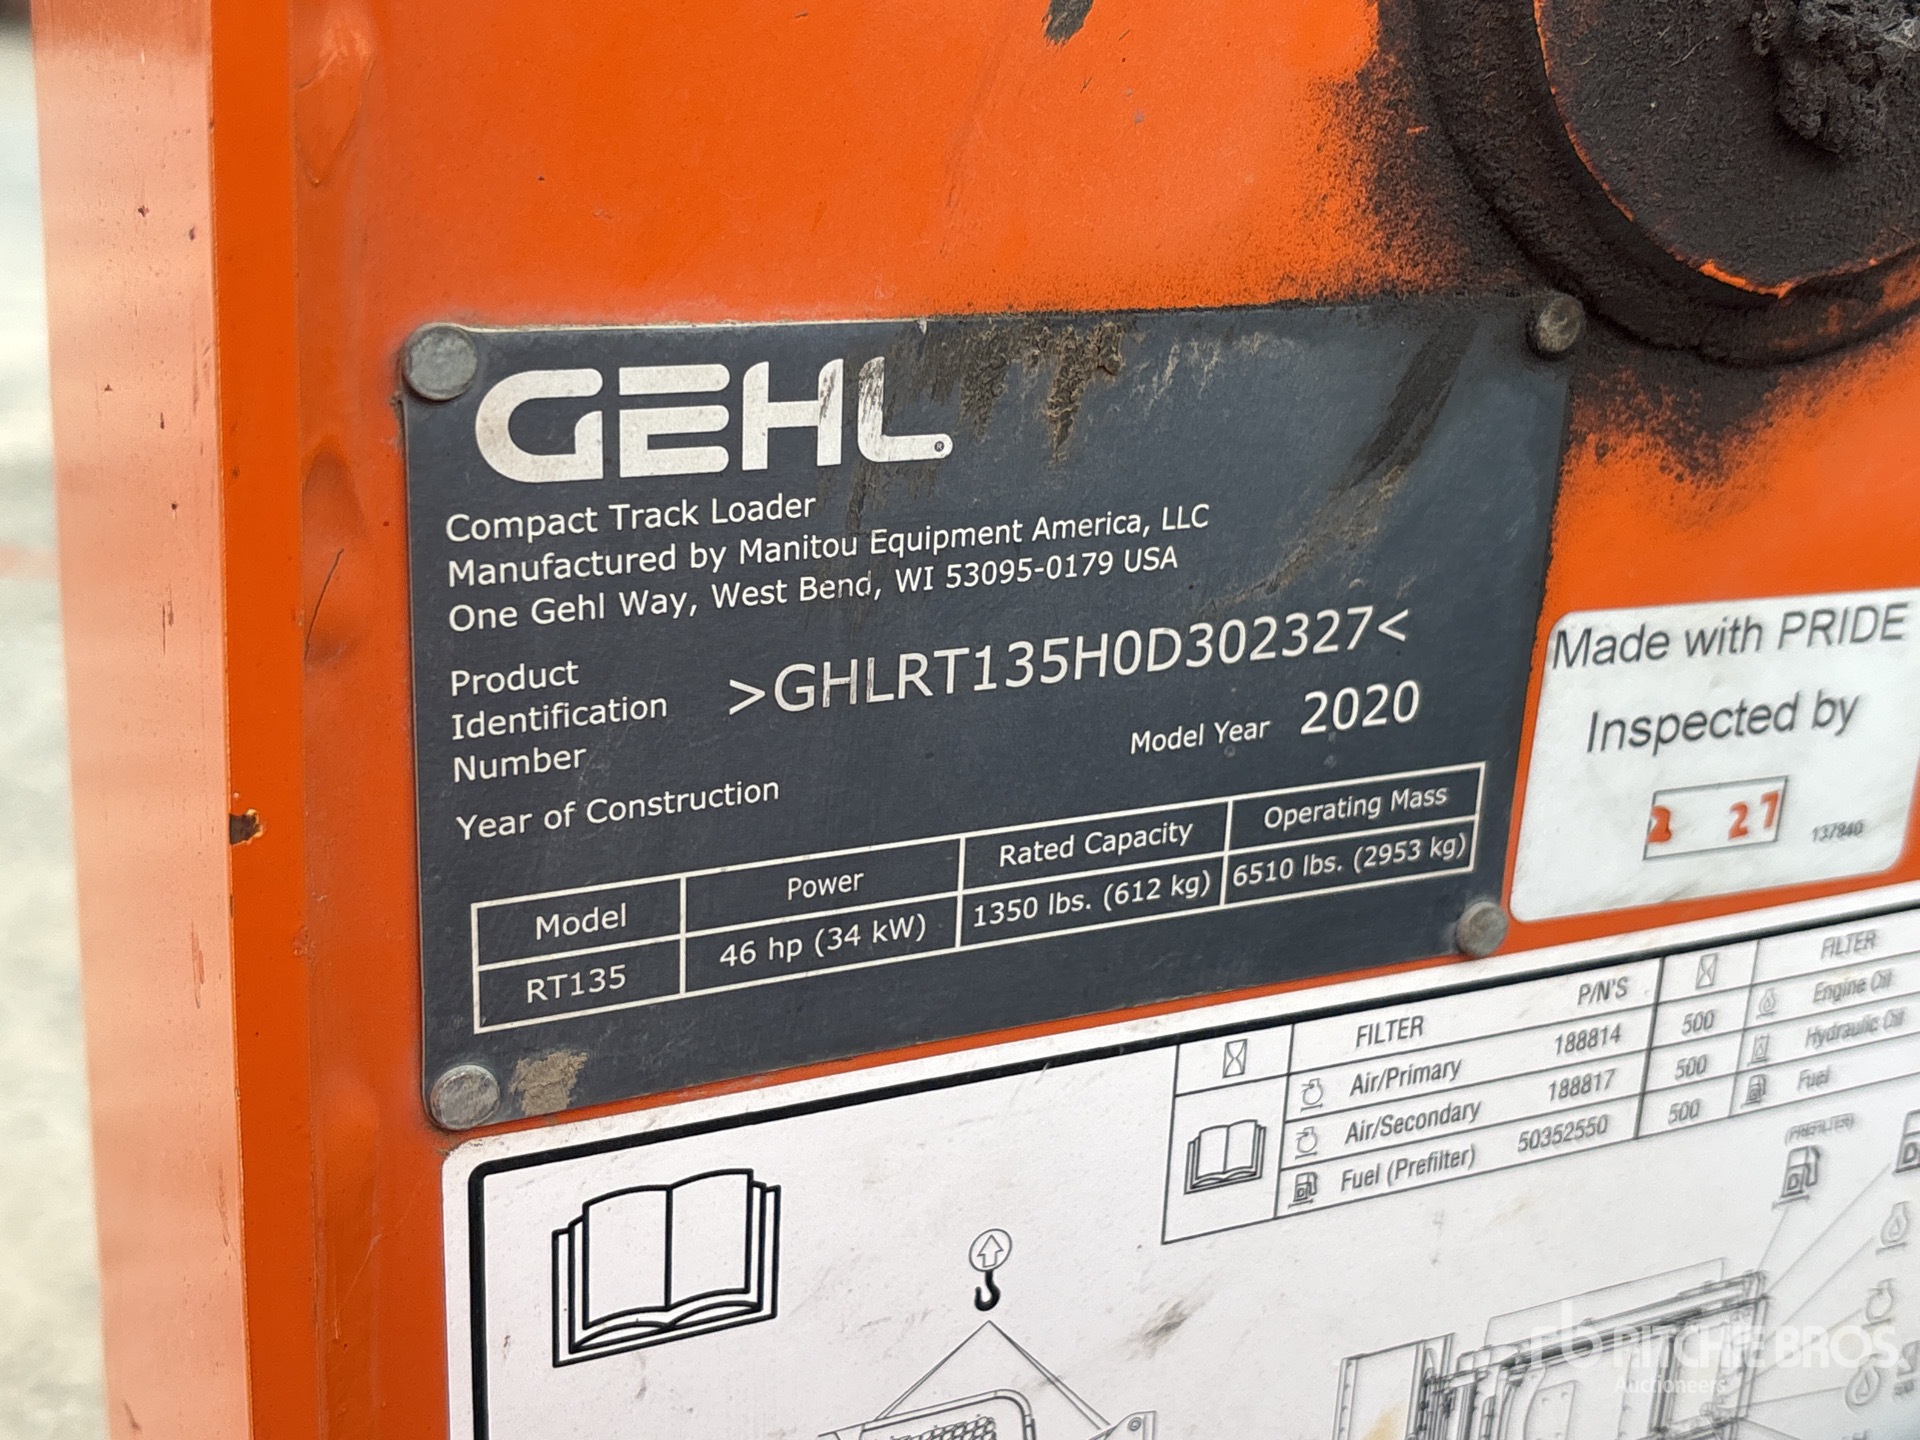 GEHL®
Compact Track Loader
Manufactured by Manitou Equipment America, LLC
One Gehl Way, West Bend, WI 53095-0179 USA
Product
Identification
Number
>GHLRT135H0D302327<
Model Year 2020
Year of Construction
Model Power Rated Capacity Operating Mass
RT135 46 hp (34 kW) 1350 lbs. (612 kg) 6510 lbs. (2953 kg)
Made with PRIDE
Inspected by
2 27
137840
FILTER P/N'S FILTER
Air/Primary 188814 500 Engine Oil
Air/Secondary 188817 500 Hydraulic Oil
Fuel (Prefilter) 50352550 500 Fuel
(PREFILTER)
rb RITCHIE BROS.
Auctioneers